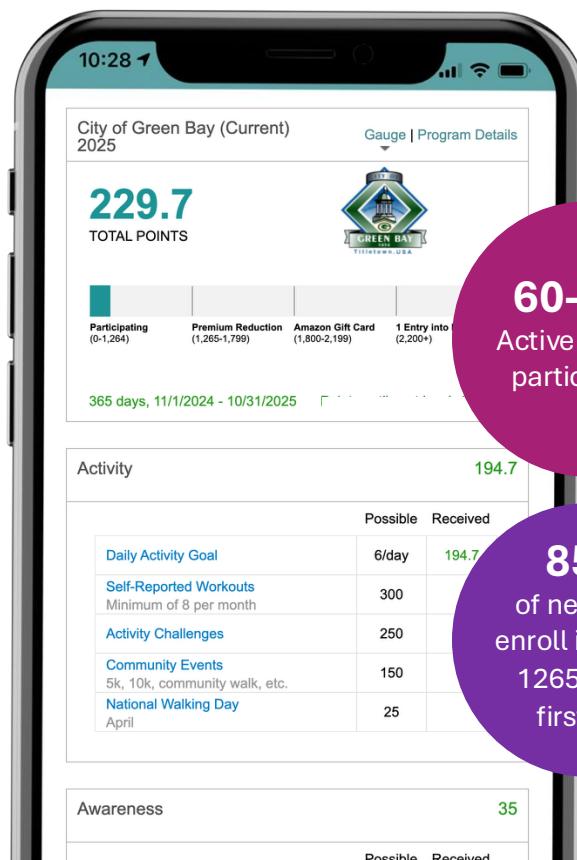 10:28
City of Green Bay (Current)
2025
Gauge | Program Details
229.7
TOTAL POINTS
CITY OF
GREEN BAY
1854
Titletown, USA
Participating
(0-1,264)
Premium Reduction
(1,265-1,799)
Amazon Gift Card
(1,800-2,199)
1 Entry into
(2,200+)
365 days, 11/1/2024 - 10/31/2025
60-
Active
partic
Activity
194.7
Possible Received
Daily Activity Goal 6/day 194.7
Self-Reported Workouts
Minimum of 8 per month
300
Activity Challenges 250
Community Events
5k, 10k, community walk, etc.
150
National Walking Day
April
25
85
of ne
enroll i
1265
firs
Awareness 35
Possible Received